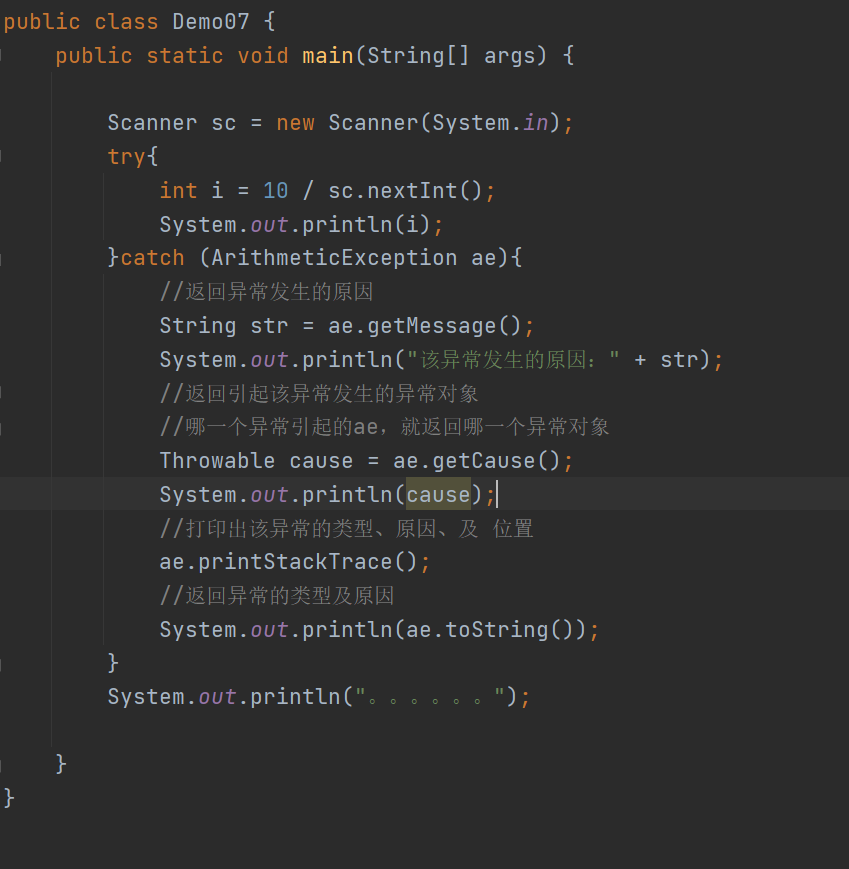 public class Demo07 {
public static void main(String[] args) {
Scanner sc = new Scanner(System.in);
try{
int i = 10 / sc.nextInt();
System.out.println(i);
}catch (ArithmeticException ae){
//返回异常发生的原因
String str = ae.getMessage();
System.out.println("该异常发生的原因：" + str);
//返回引起该异常发生的异常对象
//哪一个异常引起的ae，就返回哪一个异常对象
Throwable cause = ae.getCause();
System.out.println(cause);
//打印出该异常的类型、原因、及 位置
ae.printStackTrace();
//返回异常的类型及原因
System.out.println(ae.toString());
}
System.out.println("。。。。。。");
}
}